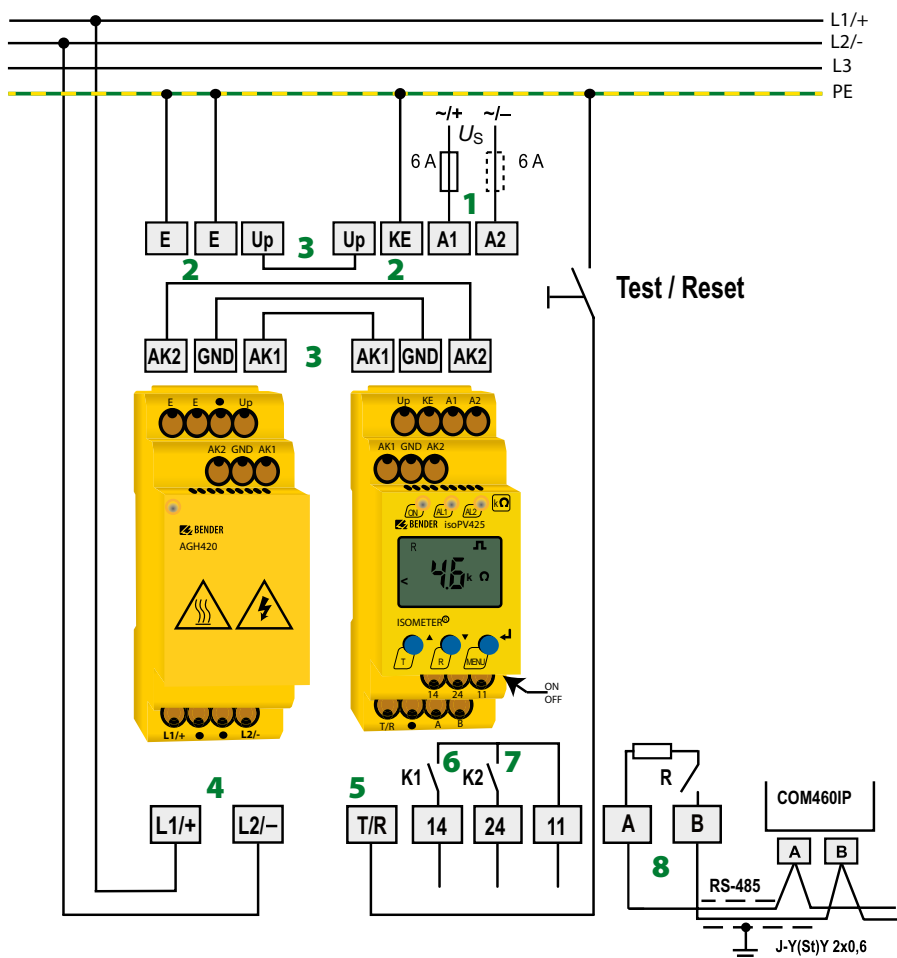 L1/+
L2/-
L3
PE
~/+ ~/–
US
6 A 6 A
1
E E Up 3 Up KE A1 A2
2 2
Test / Reset
AK2 GND AK1 3 AK1 GND AK2
E E Up
AK2 GND AK1
BENDER
AGH420
L1/+ L2/-
Up KE A1 A2
AK1 GND AK2
ON AL1 AL2 kΩ
BENDER isoPV425
R
< 4.6 k Ω
ISOMETER®
T R MENU
ON
OFF
14 24 11
T/R A B
4 5 K1 6 K2 7
L1/+ L2/– T/R 14 24 11
R
A B
8
COM460IP
A B
RS-485
J-Y(St)Y 2x0,6